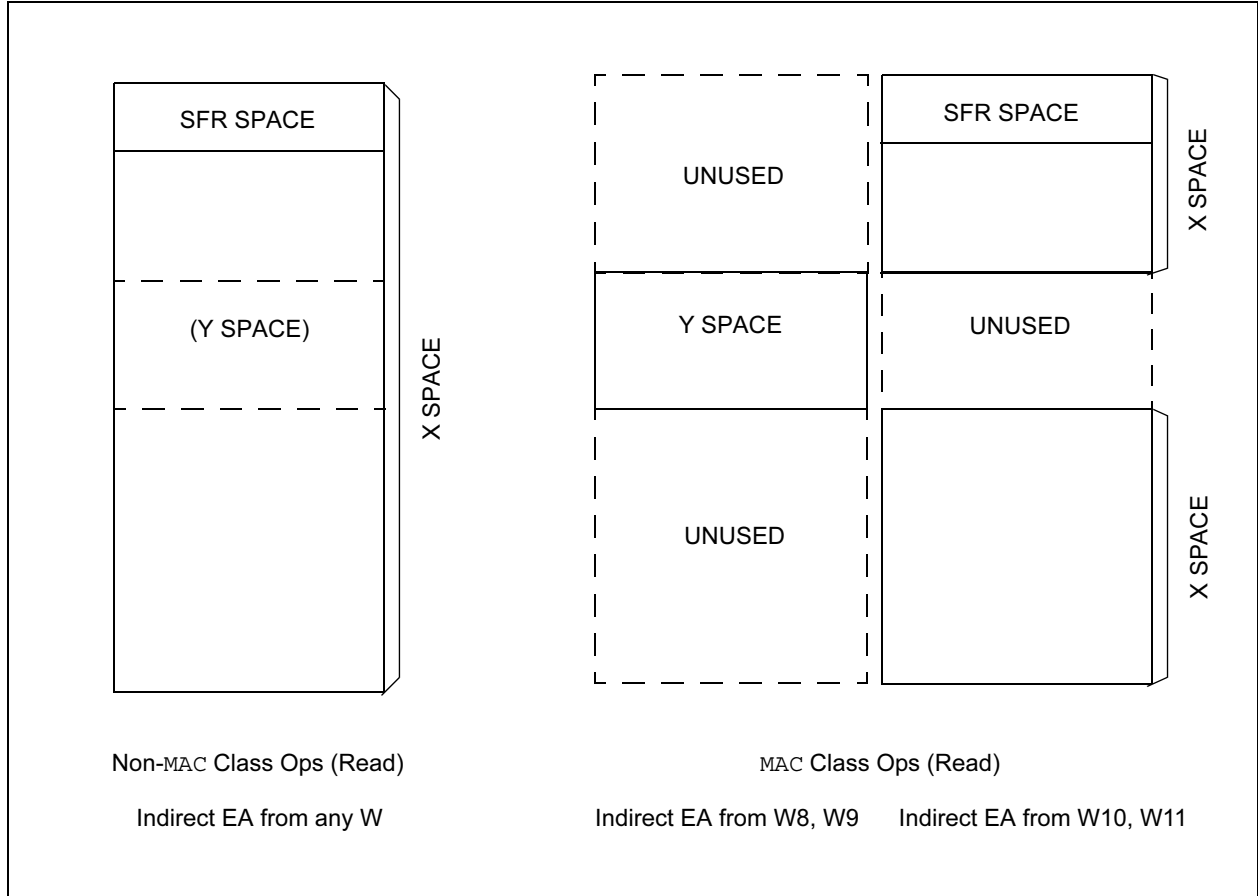 SFR SPACE
(Y SPACE)
X SPACE
Non-MAC Class Ops (Read)
Indirect EA from any W
UNUSED
Y SPACE
UNUSED
SFR SPACE
X SPACE
UNUSED
X SPACE
MAC Class Ops (Read)
Indirect EA from W8, W9
Indirect EA from W10, W11